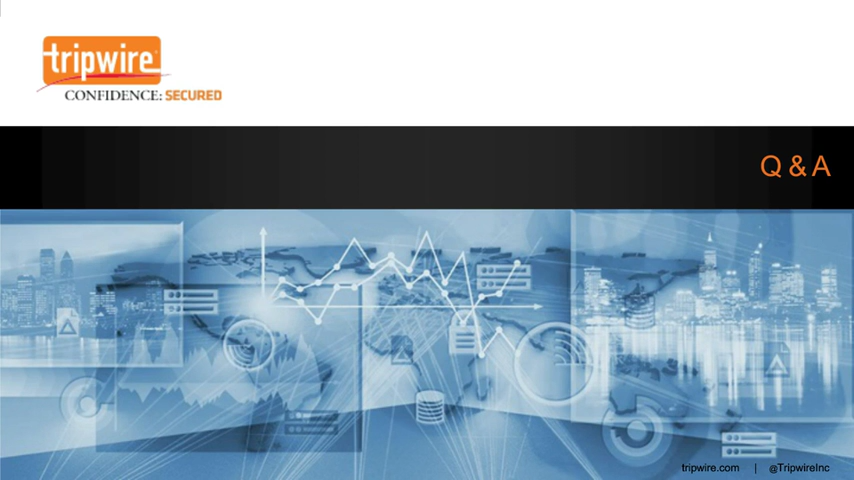 tripwire
CONFIDENCE: SECURED
Q & A
tripwire.com | @TripwireInc